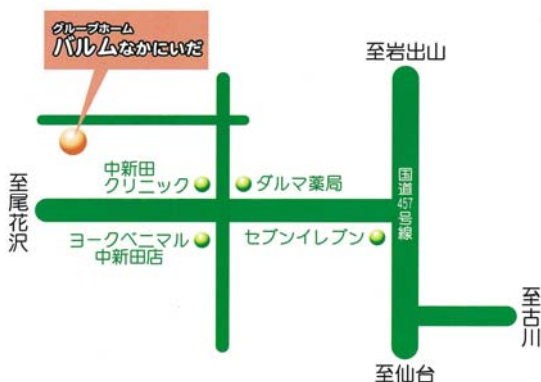 グループホーム
バルムなかにいだ
至岩出山
中新田
クリニック
ダルマ薬局
国道457号線
至尾花沢
ヨークベニマル
中新田店
セブンイレブン
至古川
至仙台